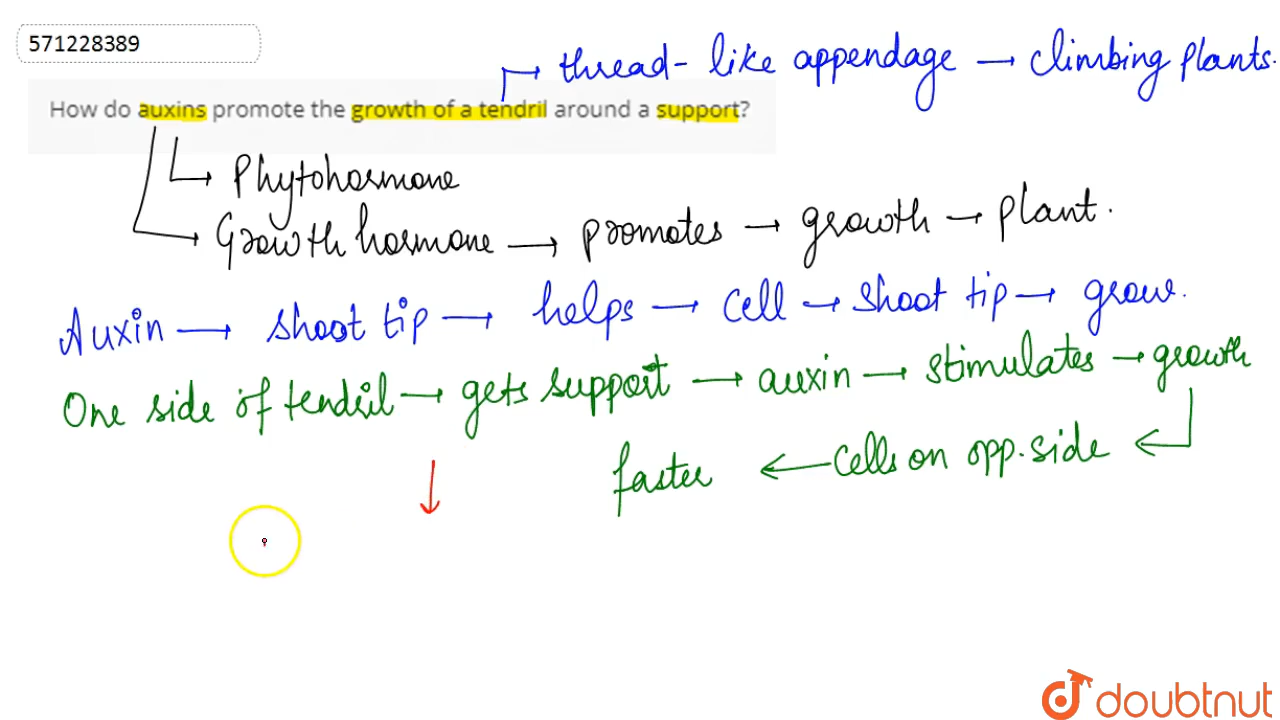 571228389
thread-like appendage → climbing plants.
How do auxins promote the growth of a tendril around a support?
Phytohormone
Growth hormone → promotes → growth → plant.
Auxin → shoot tip → helps → cell → shoot tip → grow.
One side of tendril → gets support → auxin → stimulates → growth
faster ← cells on opp. side ←
doubtnut